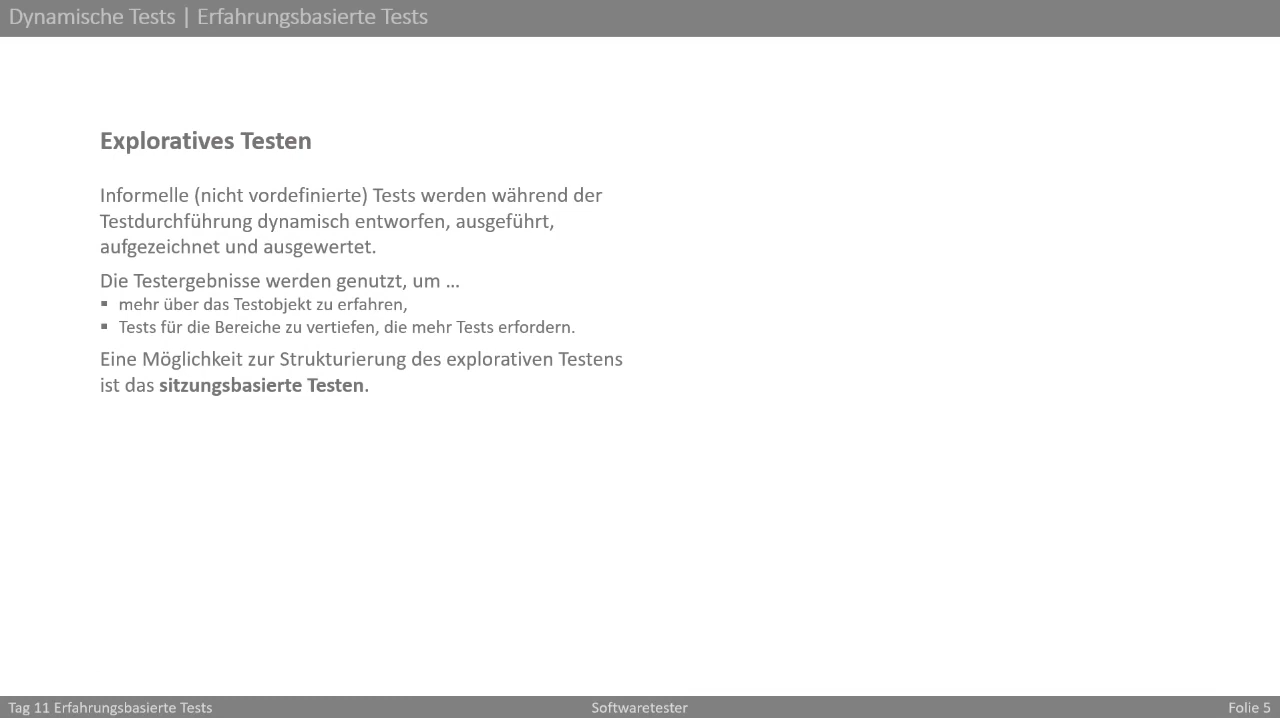 Dynamische Tests | Erfahrungsbasierte Tests
Exploratives Testen
Informelle (nicht vordefinierte) Tests werden während der
Testdurchführung dynamisch entworfen, ausgeführt,
aufgezeichnet und ausgewertet.
Die Testergebnisse werden genutzt, um ...
▪ mehr über das Testobjekt zu erfahren,
▪ Tests für die Bereiche zu vertiefen, die mehr Tests erfordern.
Eine Möglichkeit zur Strukturierung des explorativen Testens
ist das sitzungsbasierte Testen.
Tag 11 Erfahrungsbasierte Tests
Softwaretester
Folie 5